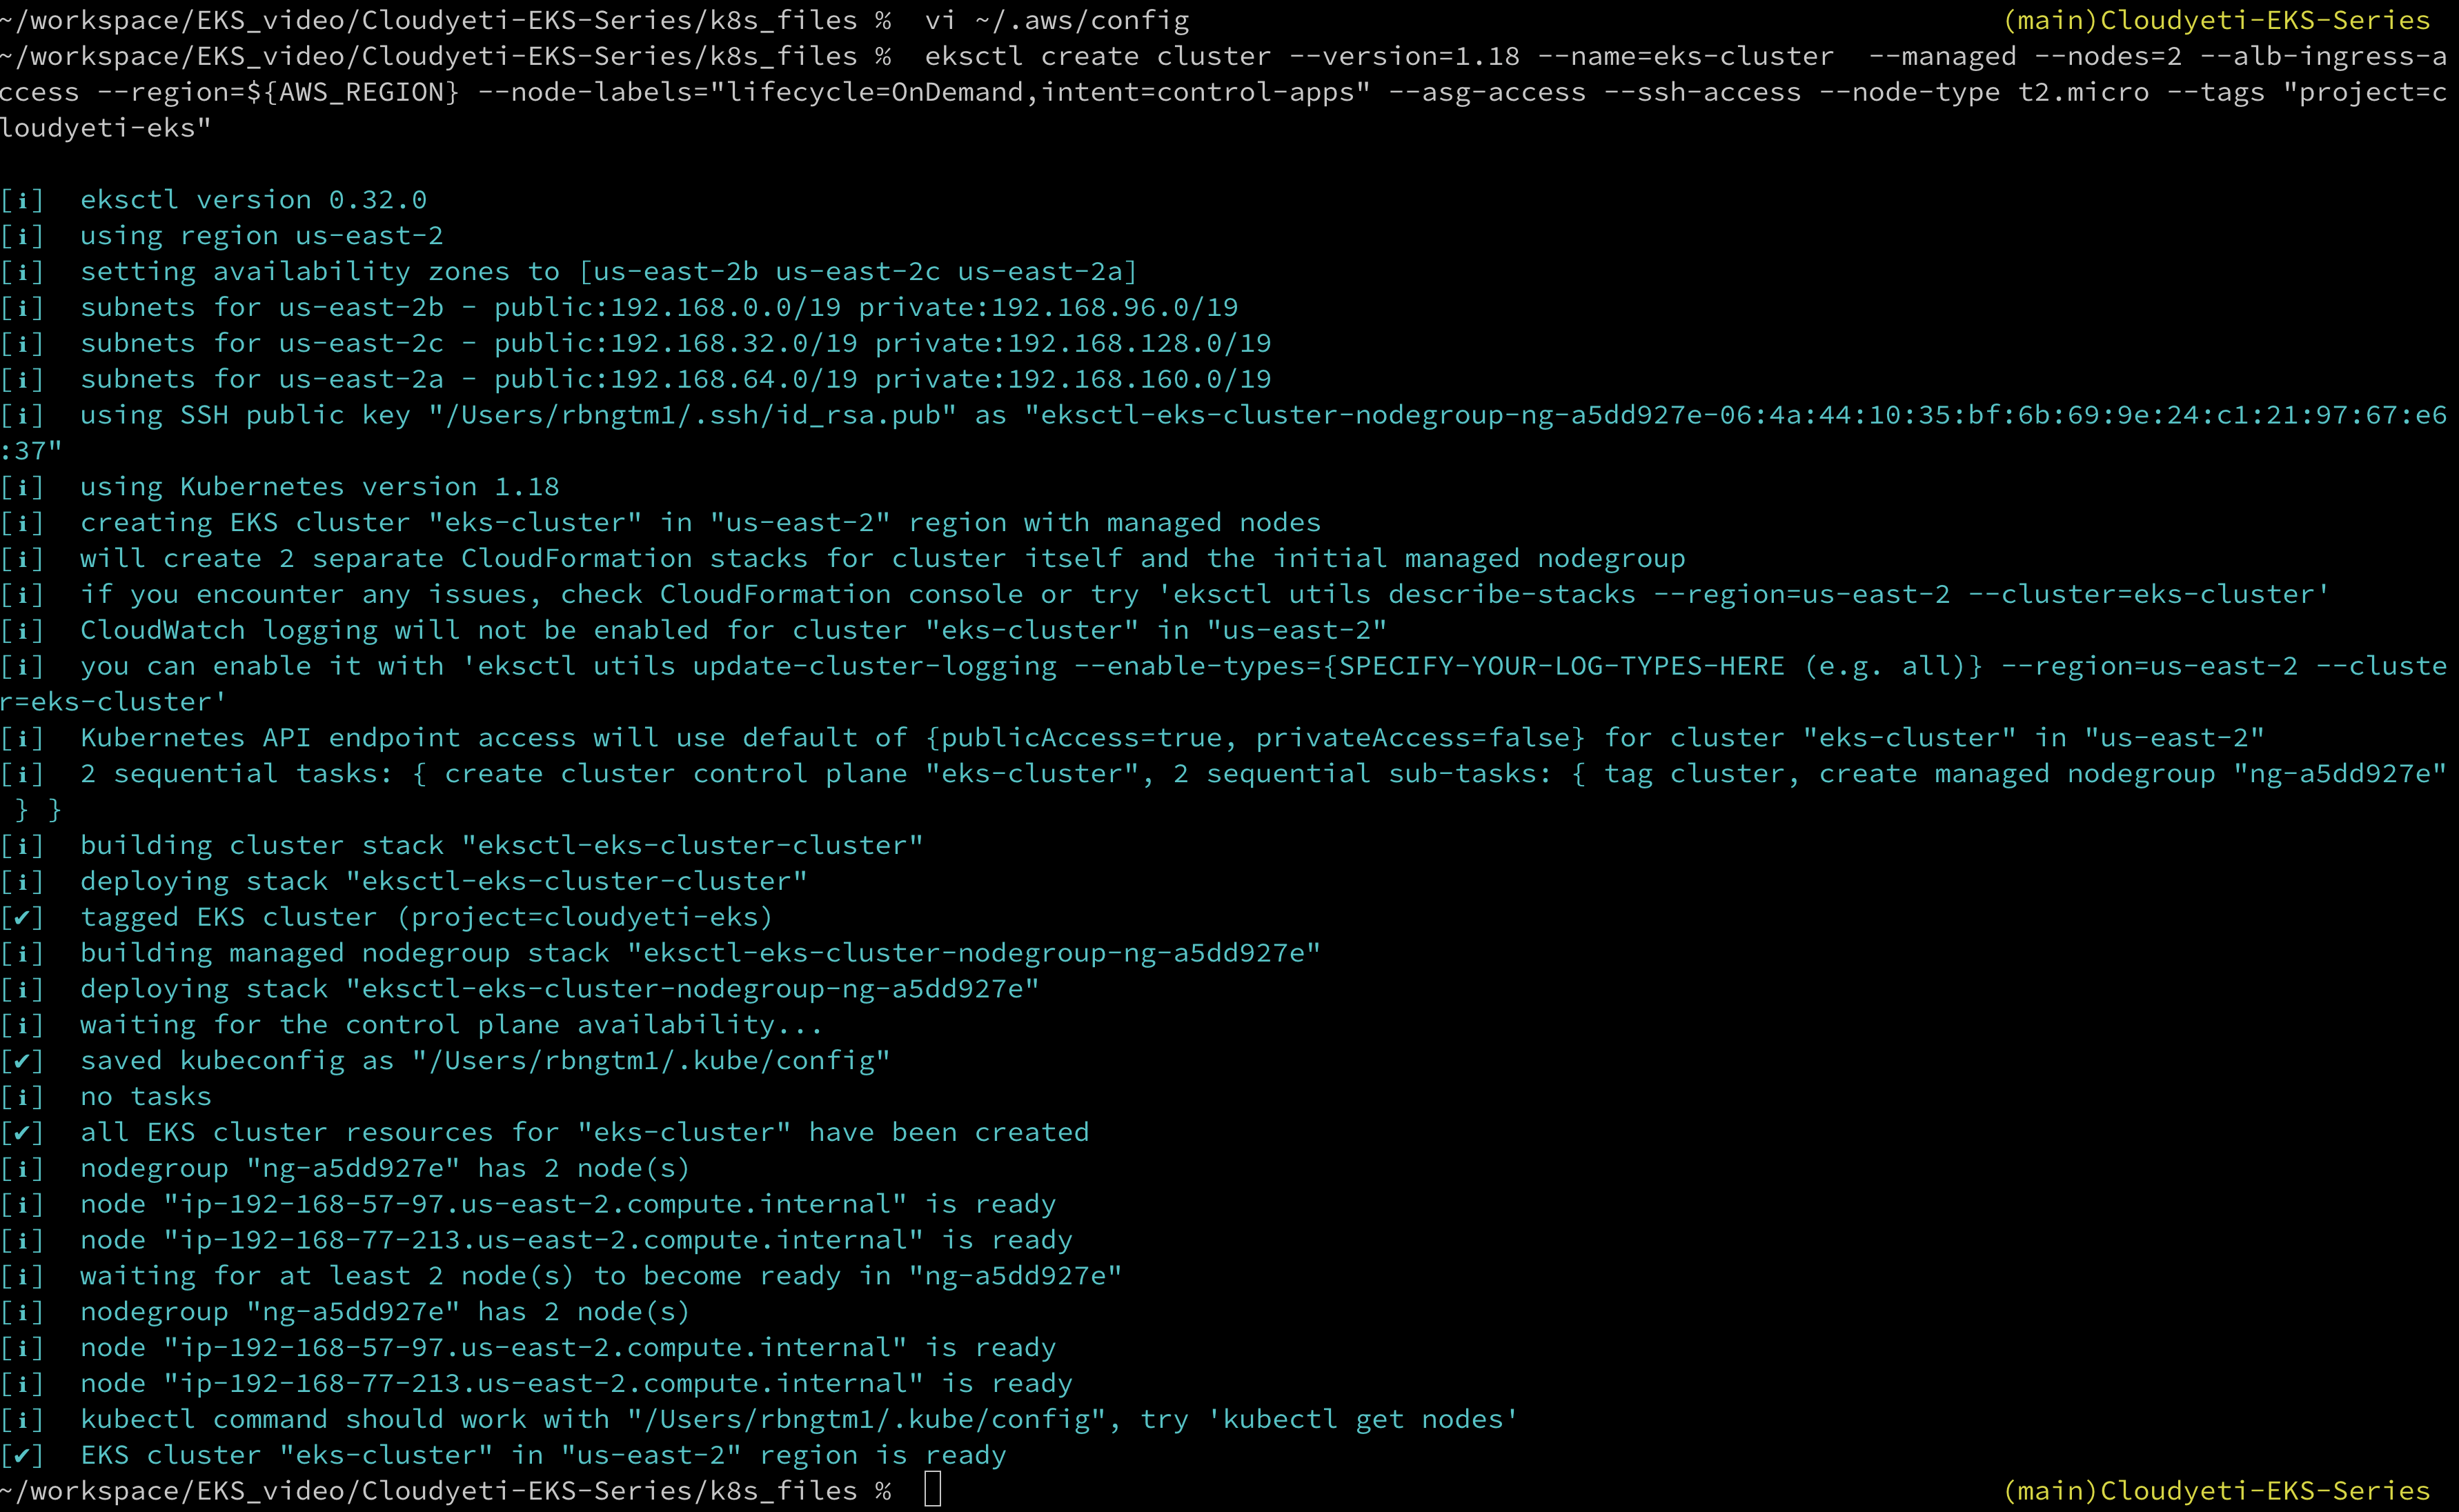 ~/workspace/EKS_video/Cloudyeti-EKS-Series/k8s_files %  vi ~/.aws/config (main)Cloudyeti-EKS-Series
~/workspace/EKS_video/Cloudyeti-EKS-Series/k8s_files %  eksctl create cluster --version=1.18 --name=eks-cluster  --managed --nodes=2 --alb-ingress-a
ccess --region=${AWS_REGION} --node-labels="lifecycle=OnDemand,intent=control-apps" --asg-access --ssh-access --node-type t2.micro --tags "project=c
loudyeti-eks"
[ℹ]  eksctl version 0.32.0
[ℹ]  using region us-east-2
[ℹ]  setting availability zones to [us-east-2b us-east-2c us-east-2a]
[ℹ]  subnets for us-east-2b - public:192.168.0.0/19 private:192.168.96.0/19
[ℹ]  subnets for us-east-2c - public:192.168.32.0/19 private:192.168.128.0/19
[ℹ]  subnets for us-east-2a - public:192.168.64.0/19 private:192.168.160.0/19
[ℹ]  using SSH public key "/Users/rbngtm1/.ssh/id_rsa.pub" as "eksctl-eks-cluster-nodegroup-ng-a5dd927e-06:4a:44:10:35:bf:6b:69:9e:24:c1:21:97:67:e6
:37"
[ℹ]  using Kubernetes version 1.18
[ℹ]  creating EKS cluster "eks-cluster" in "us-east-2" region with managed nodes
[ℹ]  will create 2 separate CloudFormation stacks for cluster itself and the initial managed nodegroup
[ℹ]  if you encounter any issues, check CloudFormation console or try 'eksctl utils describe-stacks --region=us-east-2 --cluster=eks-cluster'
[ℹ]  CloudWatch logging will not be enabled for cluster "eks-cluster" in "us-east-2"
[ℹ]  you can enable it with 'eksctl utils update-cluster-logging --enable-types={SPECIFY-YOUR-LOG-TYPES-HERE (e.g. all)} --region=us-east-2 --cluste
r=eks-cluster'
[ℹ]  Kubernetes API endpoint access will use default of {publicAccess=true, privateAccess=false} for cluster "eks-cluster" in "us-east-2"
[ℹ]  2 sequential tasks: { create cluster control plane "eks-cluster", 2 sequential sub-tasks: { tag cluster, create managed nodegroup "ng-a5dd927e"
 } }
[ℹ]  building cluster stack "eksctl-eks-cluster-cluster"
[ℹ]  deploying stack "eksctl-eks-cluster-cluster"
[✔]  tagged EKS cluster (project=cloudyeti-eks)
[ℹ]  building managed nodegroup stack "eksctl-eks-cluster-nodegroup-ng-a5dd927e"
[ℹ]  deploying stack "eksctl-eks-cluster-nodegroup-ng-a5dd927e"
[ℹ]  waiting for the control plane availability...
[✔]  saved kubeconfig as "/Users/rbngtm1/.kube/config"
[ℹ]  no tasks
[✔]  all EKS cluster resources for "eks-cluster" have been created
[ℹ]  nodegroup "ng-a5dd927e" has 2 node(s)
[ℹ]  node "ip-192-168-57-97.us-east-2.compute.internal" is ready
[ℹ]  node "ip-192-168-77-213.us-east-2.compute.internal" is ready
[ℹ]  waiting for at least 2 node(s) to become ready in "ng-a5dd927e"
[ℹ]  nodegroup "ng-a5dd927e" has 2 node(s)
[ℹ]  node "ip-192-168-57-97.us-east-2.compute.internal" is ready
[ℹ]  node "ip-192-168-77-213.us-east-2.compute.internal" is ready
[ℹ]  kubectl command should work with "/Users/rbngtm1/.kube/config", try 'kubectl get nodes'
[✔]  EKS cluster "eks-cluster" in "us-east-2" region is ready
~/workspace/EKS_video/Cloudyeti-EKS-Series/k8s_files % (main)Cloudyeti-EKS-Series